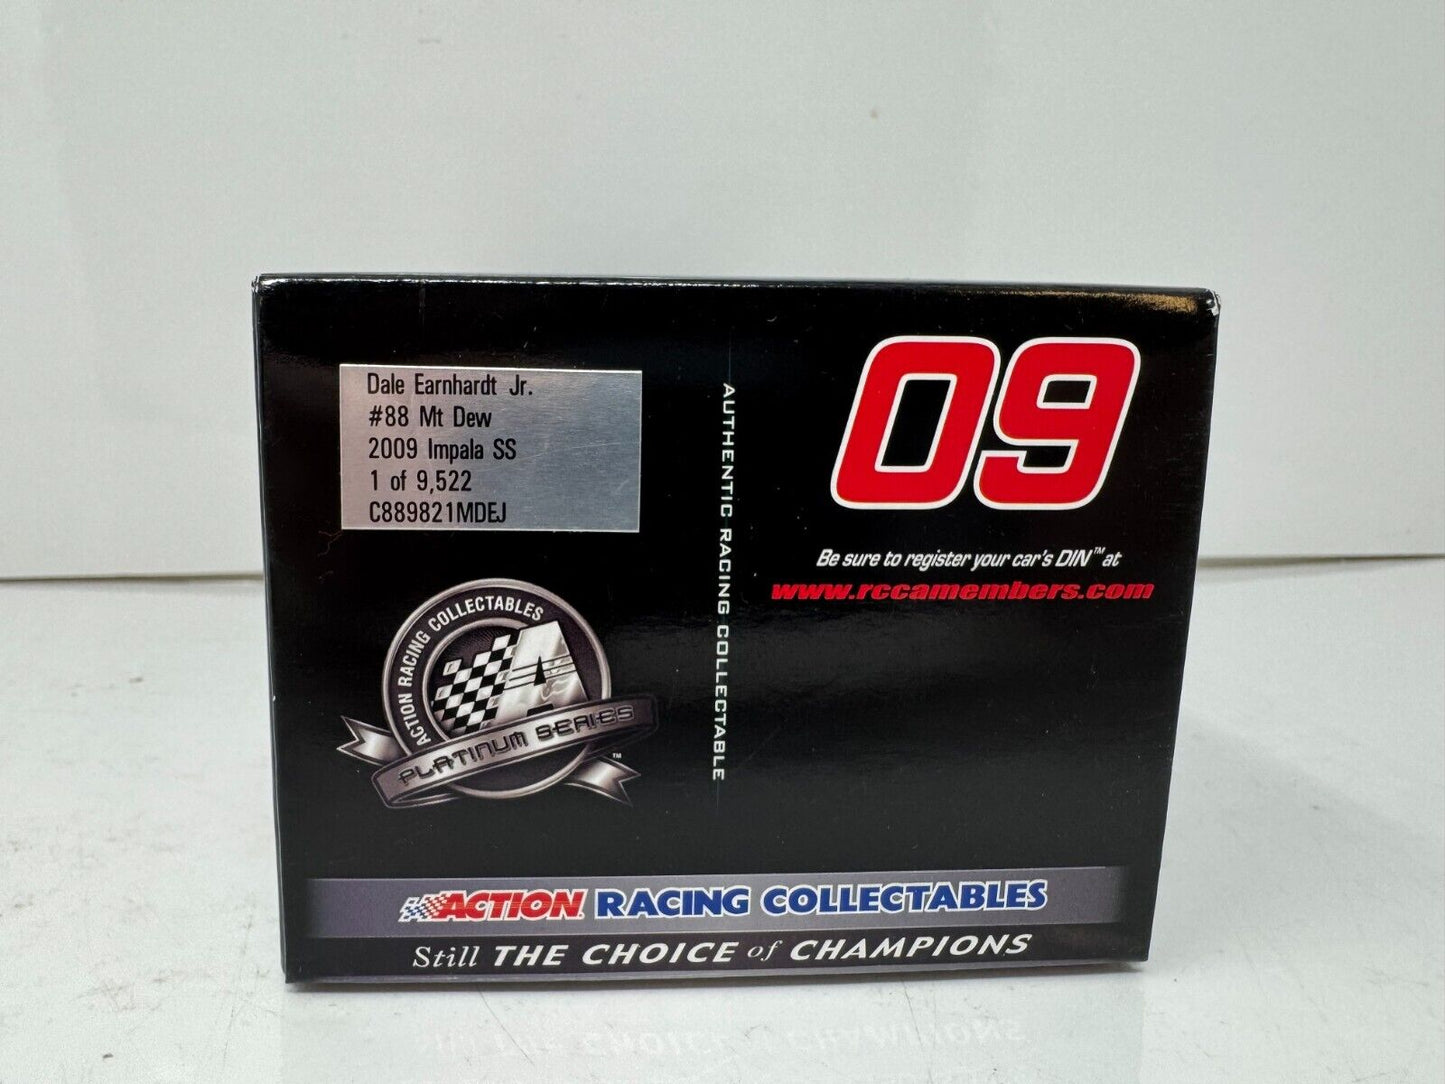 Dale Earnhardt Jr.
#88 Mt Dew
2009 Impala SS
1 of 9,522
C889821MDEJ
ACTION RACING COLLECTABLES
A
PLATINUM SERIES
™
AUTHENTIC RACING COLLECTABLE
09
Be sure to register your car's DIN™ at
www.rccamembers.com
ACTION RACING COLLECTABLES
Still THE CHOICE of CHAMPIONS